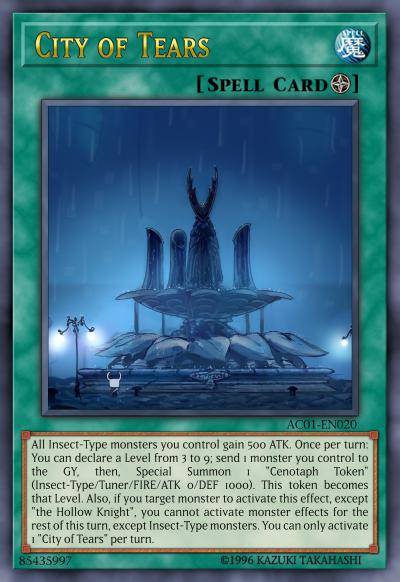 City of Tears
魔
[Spell Card]
AC01-EN020
All Insect-Type monsters you control gain 500 ATK. Once per turn:
You can declare a Level from 3 to 9; send 1 monster you control to
the GY, then, Special Summon 1 "Cenotaph Token"
(Insect-Type/Tuner/FIRE/ATK 0/DEF 1000). This token becomes
that Level. Also, if you target monster to activate this effect, except
"the Hollow Knight", you cannot activate monster effects for the
rest of this turn, except Insect-Type monsters. You can only activate
1 "City of Tears" per turn.
85435997
©1996 KAZUKI TAKAHASHI